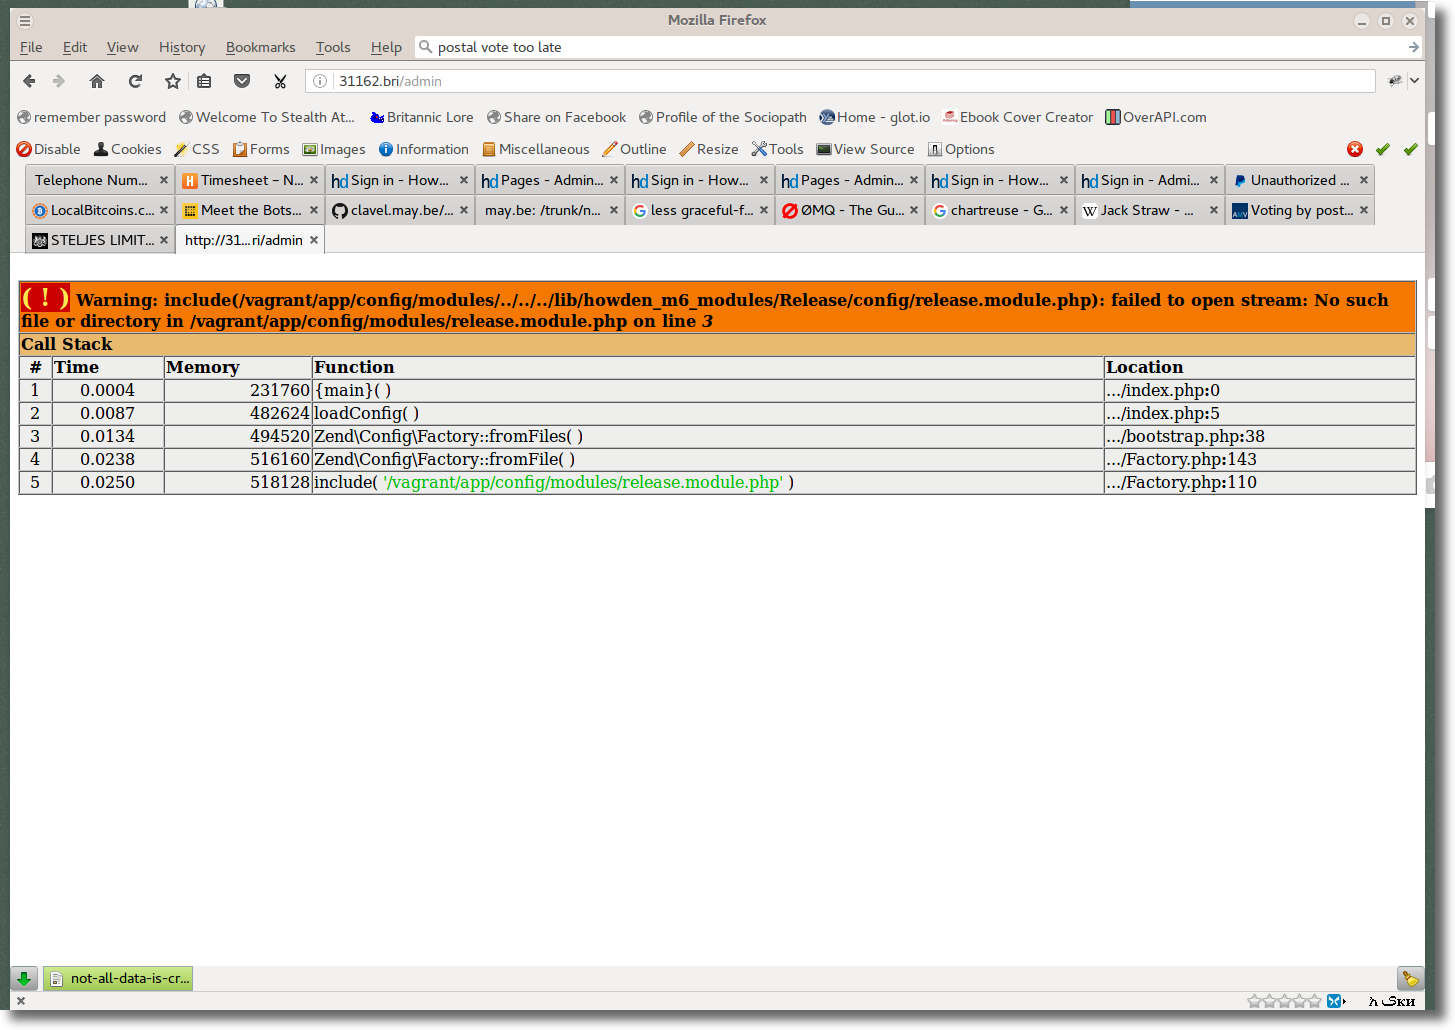 Mozilla Firefox
File Edit View History Bookmarks Tools Help postal vote too late
31162.bri/admin
remember password Welcome To Stealth At... Britannic Lore Share on Facebook Profile of the Sociopath Home - glot.io Ebook Cover Creator OverAPI.com
Disable Cookies CSS Forms Images Information Miscellaneous Outline Resize Tools View Source Options
Telephone Num... Timesheet – N... hd Sign in - How... hd Pages - Admin... hd Sign in - How... hd Pages - Admin... hd Sign in - How... hd Sign in - Admi... Unauthorized ...
LocalBitcoins.c... Meet the Bots... clavel.may.be/... may.be: /trunk/n... less graceful-f... ØMQ - The Gu... chartreuse - G... W Jack Straw - ... Voting by post...
STELJES LIMIT... http://31...ri/admin
( ! ) Warning: include(/vagrant/app/config/modules/../../../lib/howden_m6_modules/Release/config/release.module.php): failed to open stream: No such
file or directory in /vagrant/app/config/modules/release.module.php on line 3
Call Stack
# Time Memory Function Location
1 0.0004 231760 {main}( ) .../index.php:0
2 0.0087 482624 loadConfig( ) .../index.php:5
3 0.0134 494520 Zend\Config\Factory::fromFiles( ) .../bootstrap.php:38
4 0.0238 516160 Zend\Config\Factory::fromFile( ) .../Factory.php:143
5 0.0250 518128 include( '/vagrant/app/config/modules/release.module.php' ) .../Factory.php:110
not-all-data-is-cr...